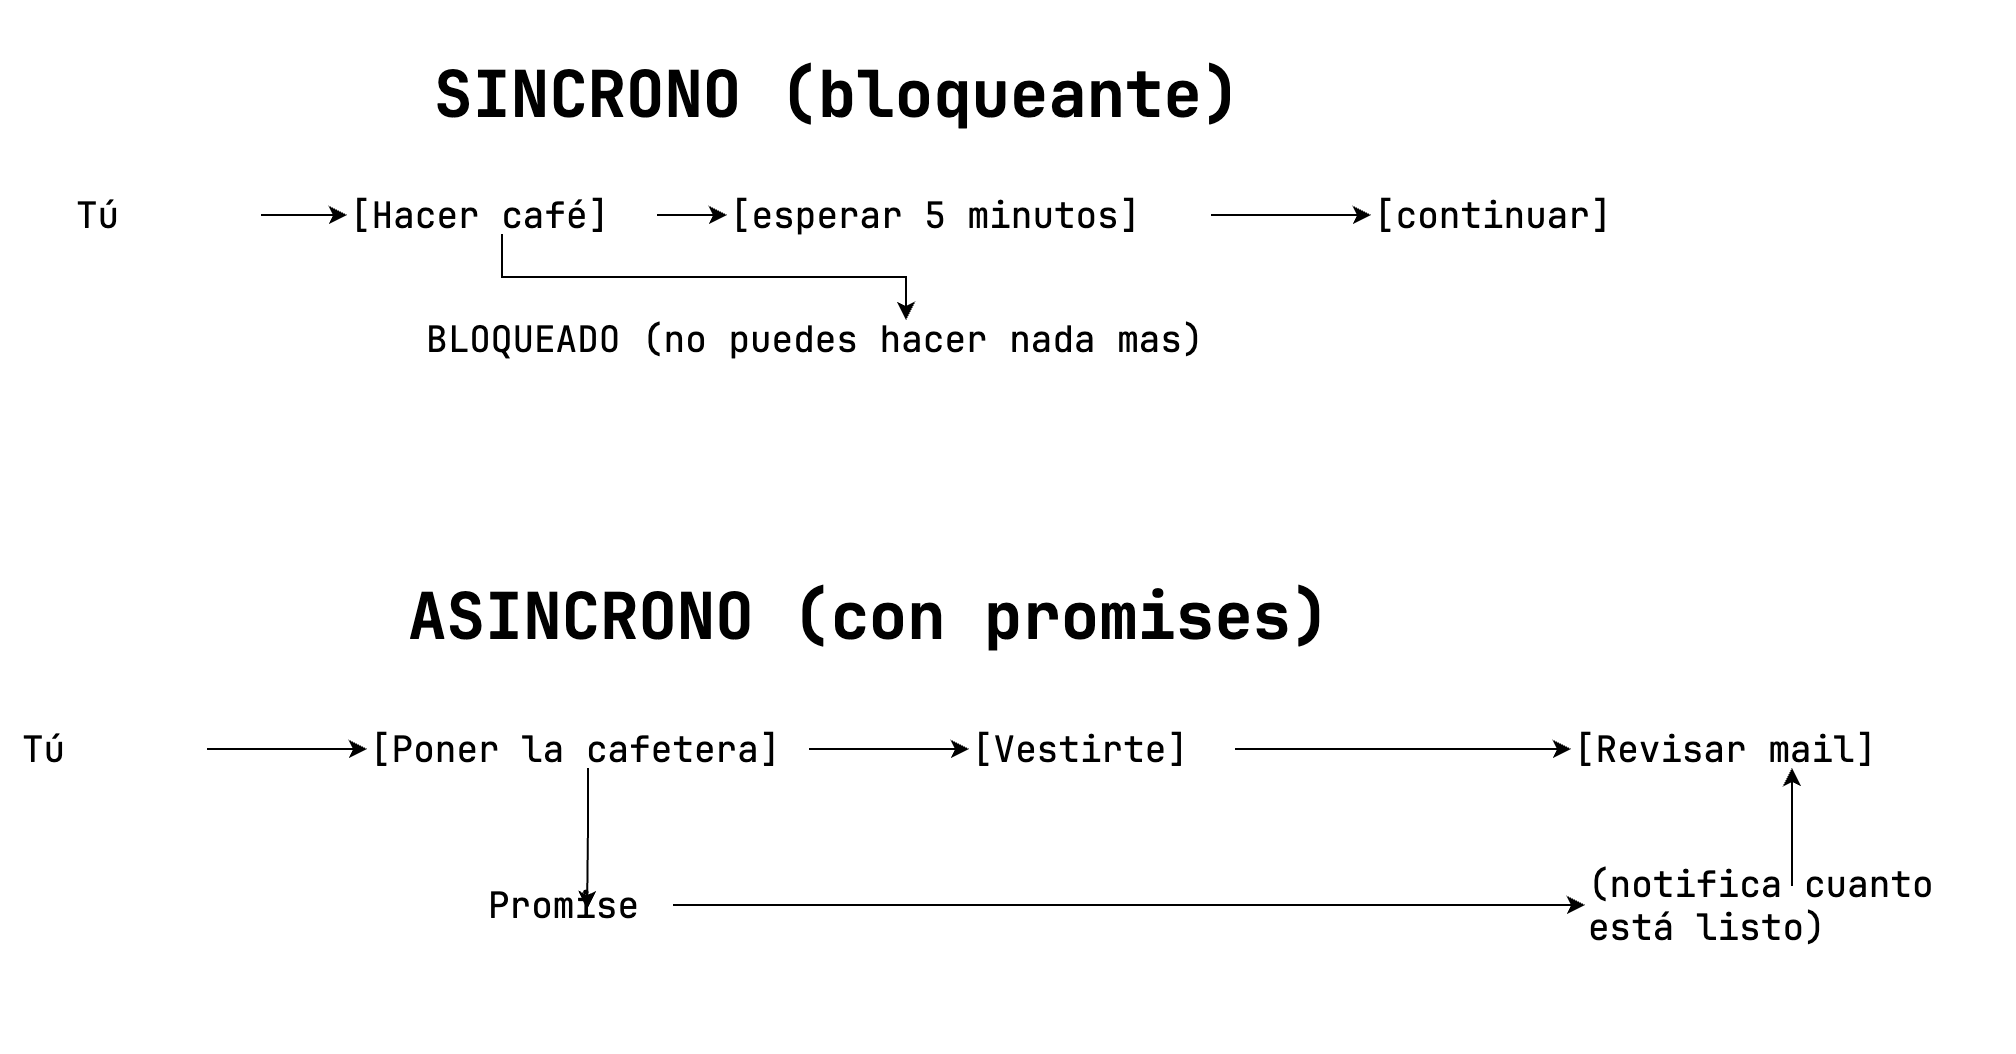 SINCRONO (bloqueante)
Tú [Hacer café] [esperar 5 minutos] [continuar]
BLOQUEADO (no puedes hacer nada mas)
ASINCRONO (con promises)
Tú [Poner la cafetera] [Vestirte] [Revisar mail]
Promise
(notifica cuanto
está listo)